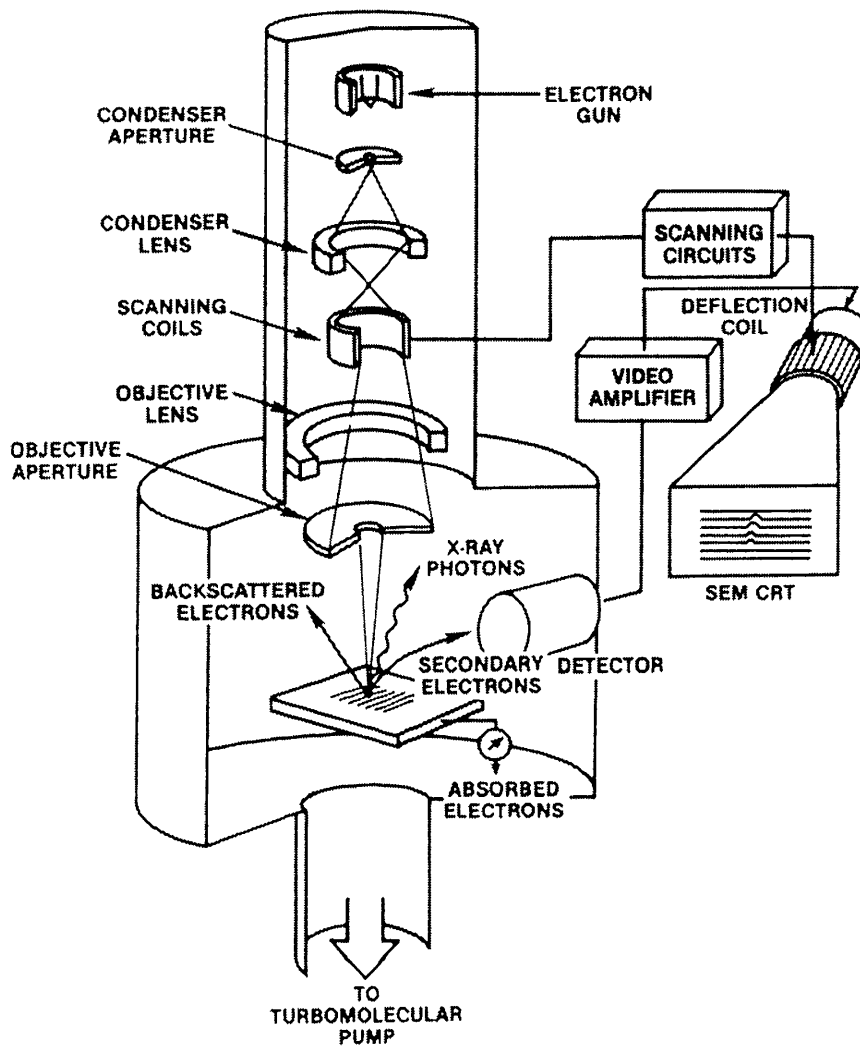 ELECTRON
GUN
CONDENSER
APERTURE
CONDENSER
LENS
SCANNING
CIRCUITS
SCANNING
COILS
DEFLECTION
COIL
VIDEO
AMPLIFIER
OBJECTIVE
LENS
OBJECTIVE
APERTURE
X-RAY
PHOTONS
BACKSCATTERED
ELECTRONS
SEM CRT
SECONDARY
ELECTRONS
DETECTOR
ABSORBED
ELECTRONS
TO
TURBOMOLECULAR
PUMP